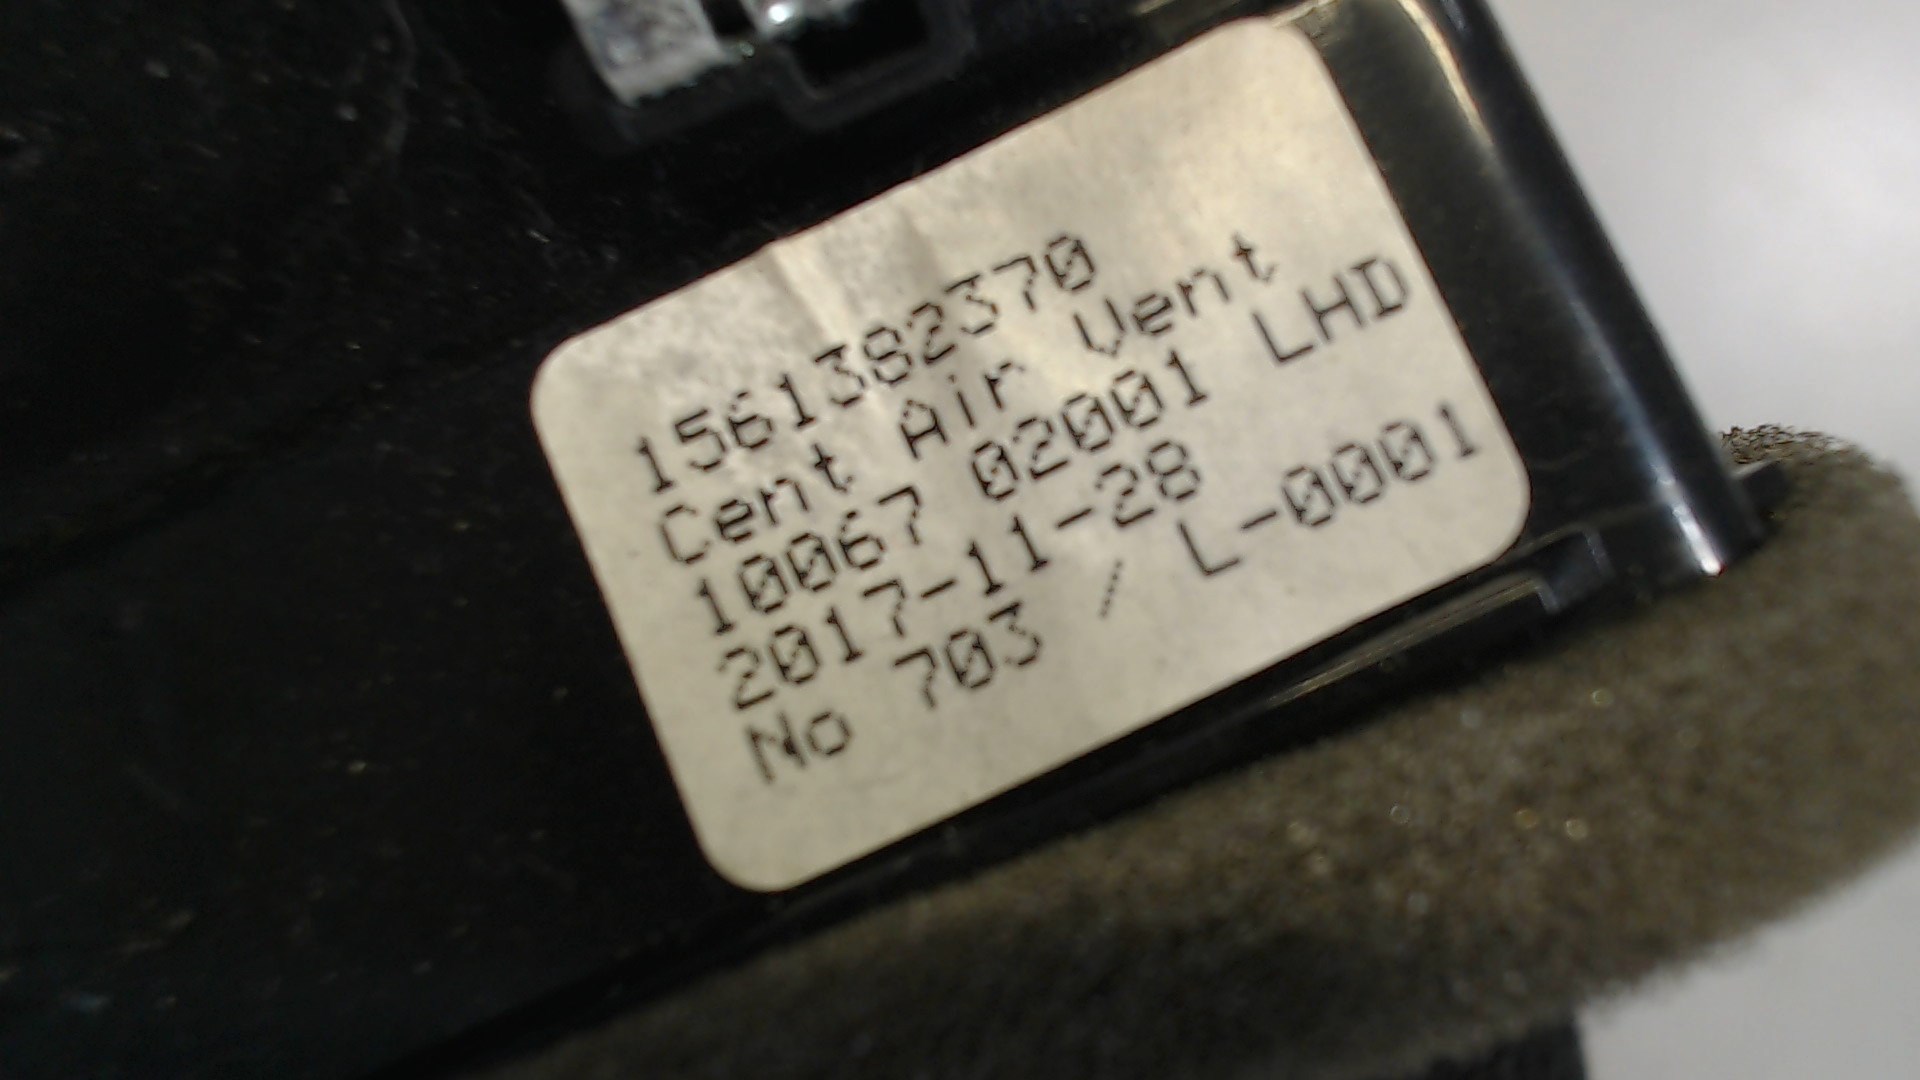 1561382370
Cent Air Vent
10067 02001 LHD
2017-11-28
No 703 / L-0001